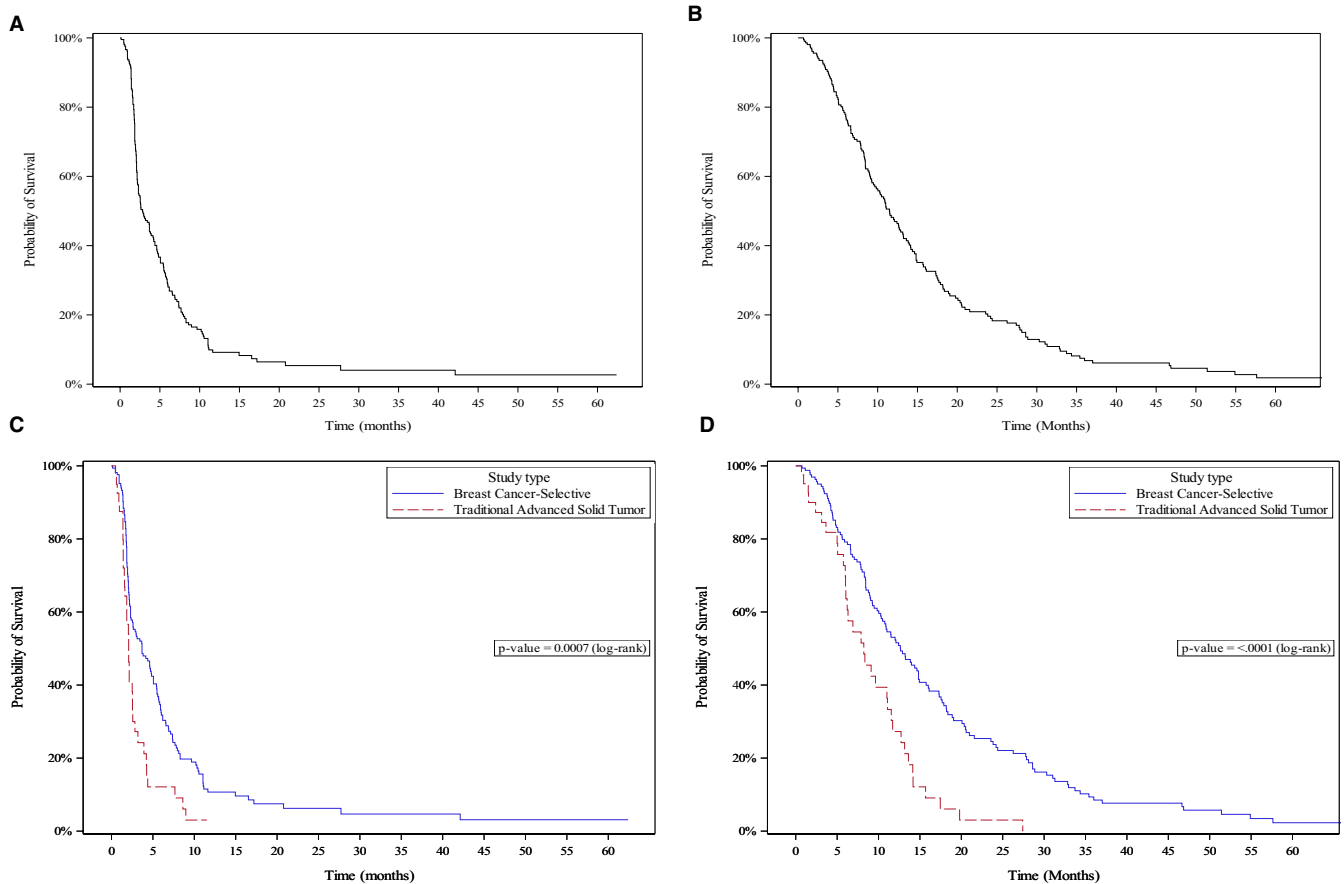 A
100%
80%
60%
40%
20%
0%
Probability of Survival
0 5 10 15 20 25 30 35 40 45 50 55 60
Time (months)
B
100%
80%
60%
40%
20%
0%
Probability of Survival
0 5 10 15 20 25 30 35 40 45 50 55 60
Time (Months)
C
100%
80%
60%
40%
20%
0%
Probability of Survival
Study type
Breast Cancer-Selective
Traditional Advanced Solid Tumor
p-value = 0.0007 (log-rank)
0 5 10 15 20 25 30 35 40 45 50 55 60
Time (months)
D
100%
80%
60%
40%
20%
0%
Probability of Survival
Study type
Breast Cancer-Selective
Traditional Advanced Solid Tumor
p-value = <.0001 (log-rank)
0 5 10 15 20 25 30 35 40 45 50 55 60
Time (Months)